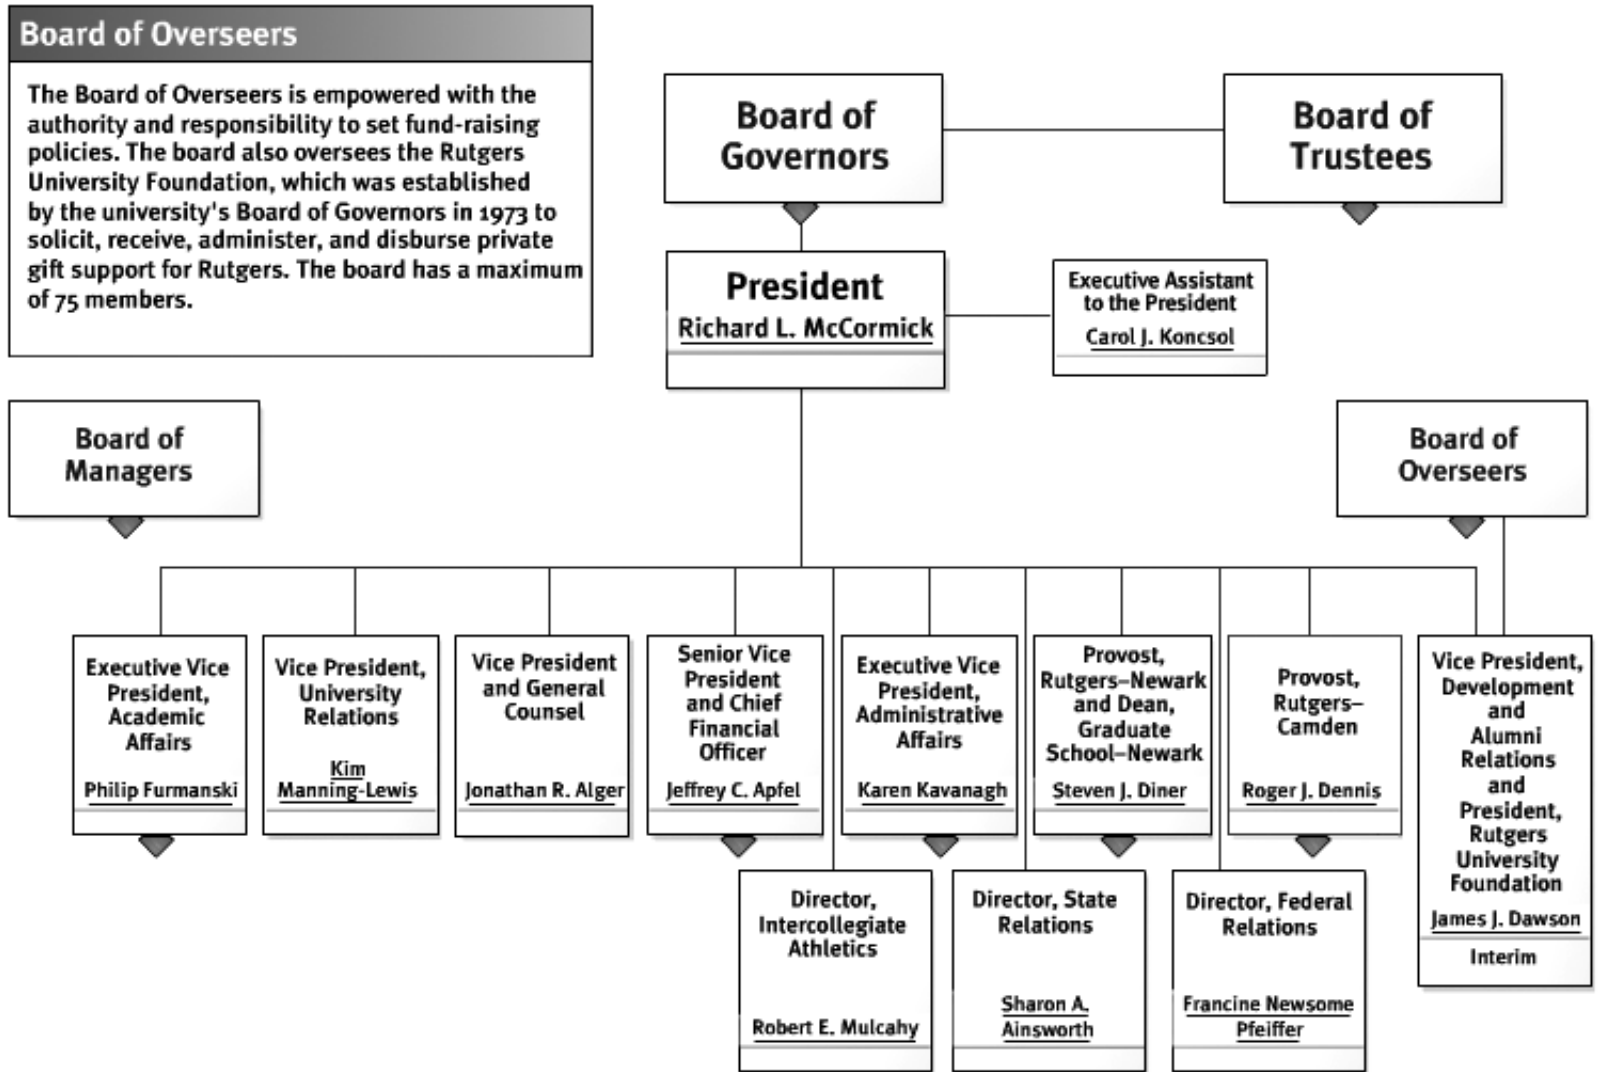 Board of Overseers
The Board of Overseers is empowered with the
authority and responsibility to set fund-raising
policies. The board also oversees the Rutgers
University Foundation, which was established
by the university's Board of Governors in 1973 to
solicit, receive, administer, and disburse private
gift support for Rutgers. The board has a maximum
of 75 members.
Board of
Governors
Board of
Trustees
President
Richard L. McCormick
Executive Assistant
to the President
Carol J. Koncsol
Board of
Managers
Board of
Overseers
Executive Vice
President,
Academic
Affairs
Philip Furmanski
Vice President,
University
Relations
Kim
Manning-Lewis
Vice President
and General
Counsel
Jonathan R. Alger
Senior Vice
President
and Chief
Financial
Officer
Jeffrey C. Apfel
Executive Vice
President,
Administrative
Affairs
Karen Kavanagh
Provost,
Rutgers–Newark
and Dean,
Graduate
School–Newark
Steven J. Diner
Provost,
Rutgers–
Camden
Roger J. Dennis
Vice President,
Development
and
Alumni
Relations
and
President,
Rutgers
University
Foundation
James J. Dawson
Interim
Director,
Intercollegiate
Athletics
Robert E. Mulcahy
Director, State
Relations
Sharon A.
Ainsworth
Director, Federal
Relations
Francine Newsome
Pfeiffer